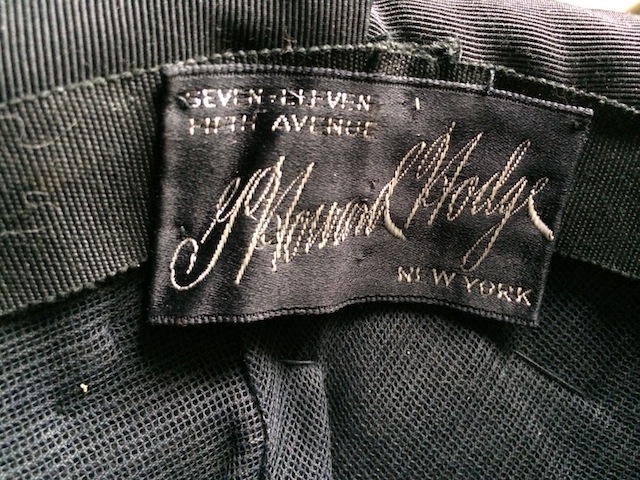 SEVEN-ELEVEN
FIFTH AVENUE
G Howard Hodge
NEW YORK